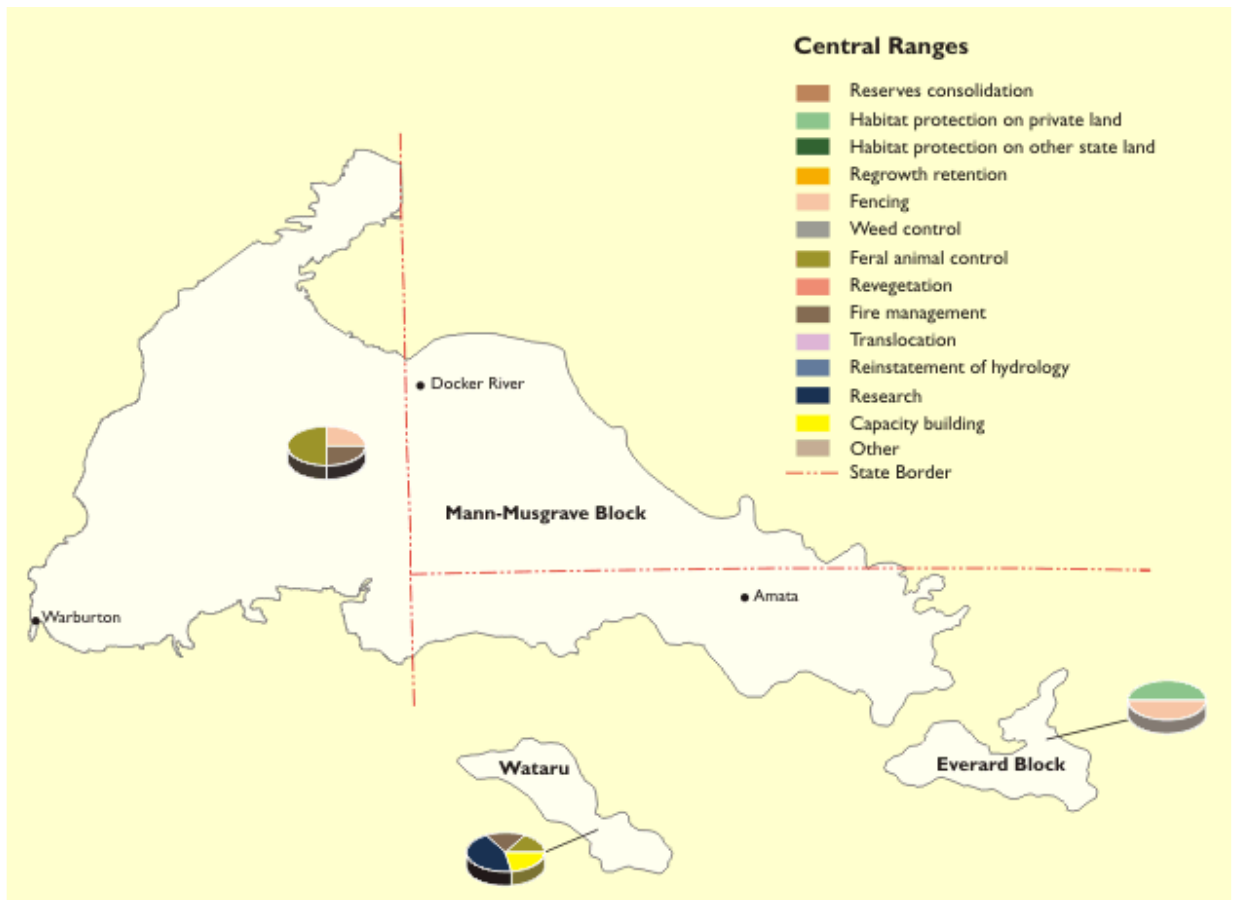 Central Ranges
Reserves consolidation
Habitat protection on private land
Habitat protection on other state land
Regrowth retention
Fencing
Weed control
Feral animal control
Revegetation
Fire management
Translocation
Reinstatement of hydrology
Research
Capacity building
Other
State Border
Docker River
Mann-Musgrave Block
Amata
Warburton
Wataru
Everard Block